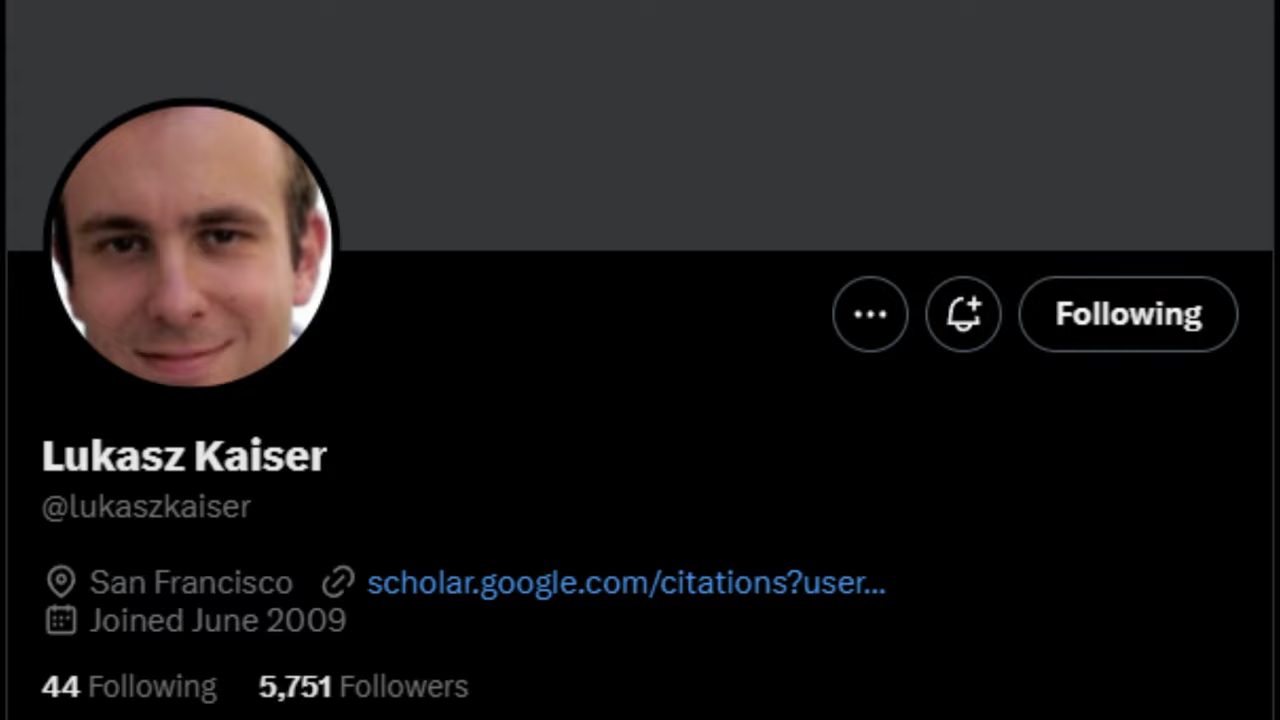 Following
Lukasz Kaiser
@lukaszkaiser
San Francisco scholar.google.com/citations?user...
Joined June 2009
44 Following 5,751 Followers